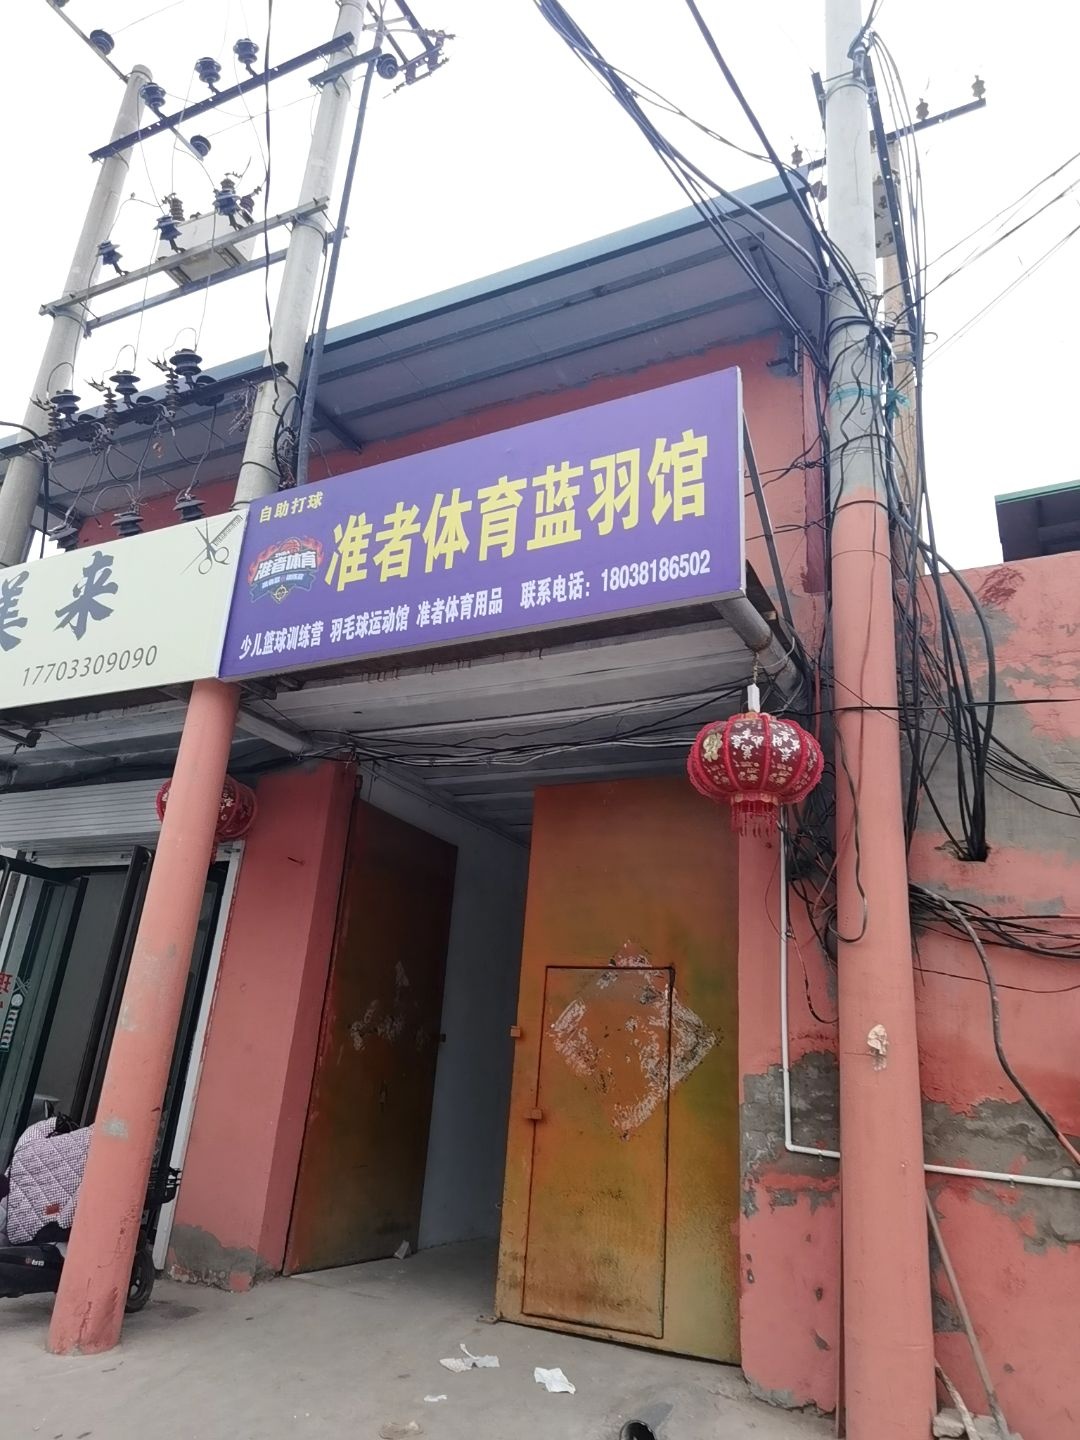 美来
17703309090
自助打球
准者体育蓝羽馆
准者体育
少儿篮球训练营 羽毛球运动馆 准者体育用品 联系电话：18038186502